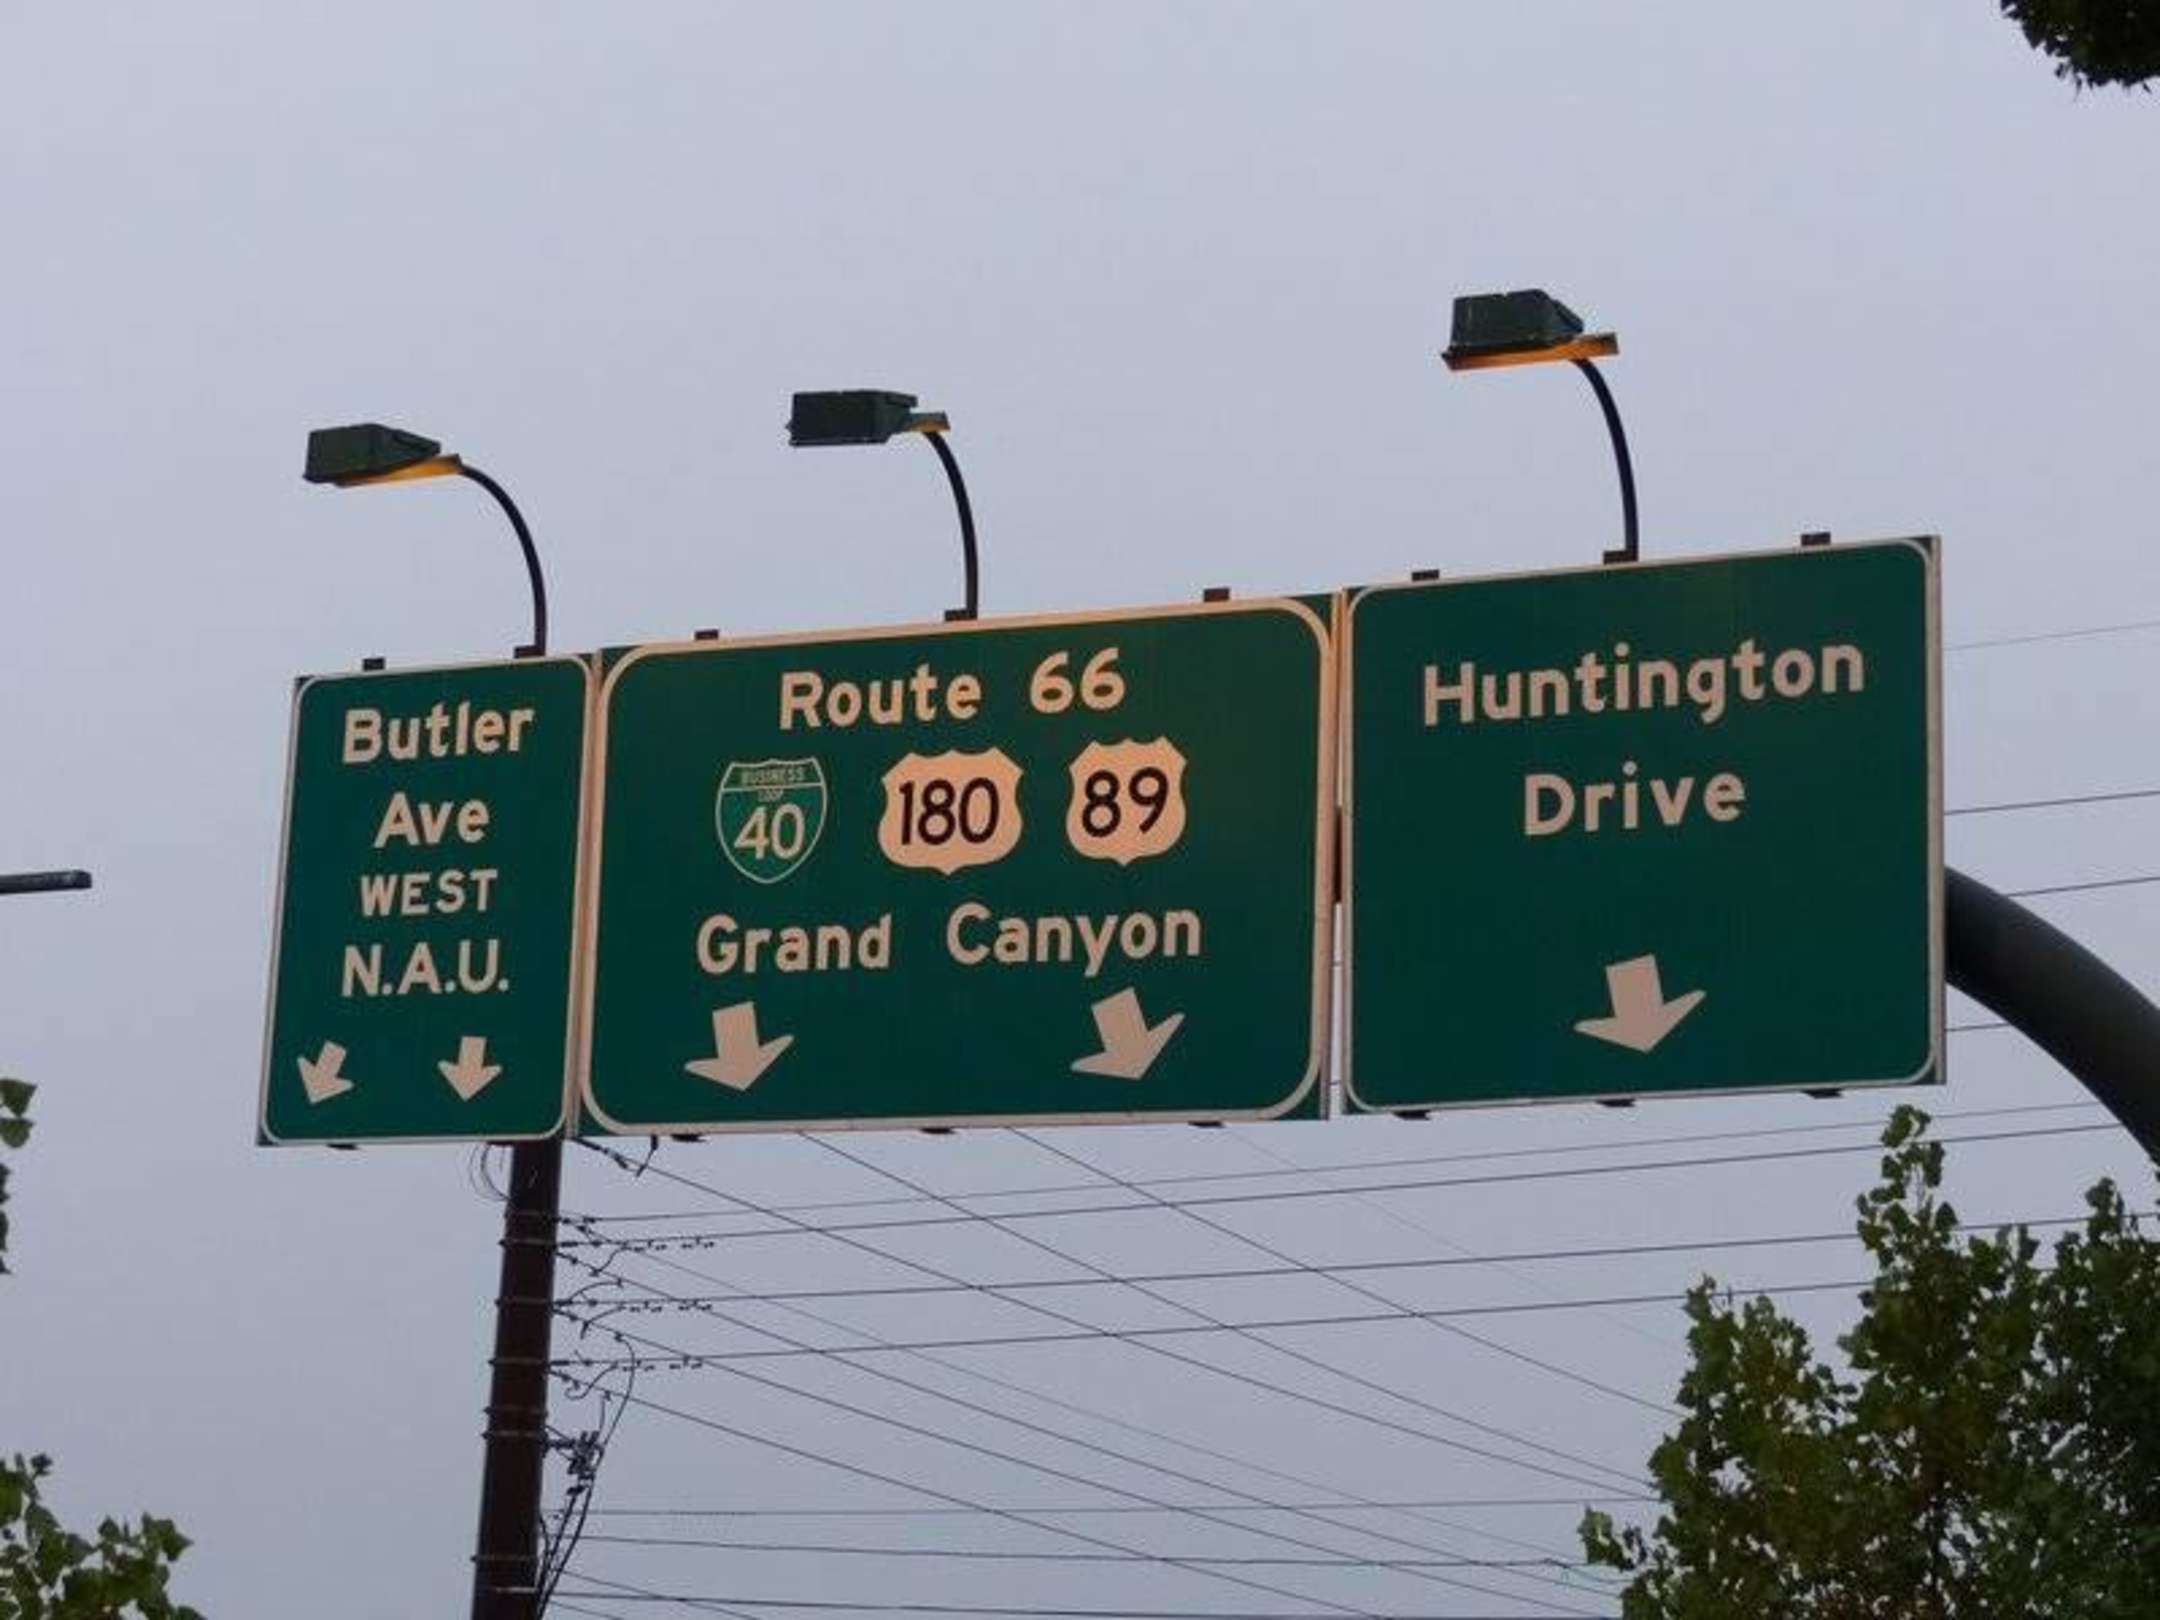 Butler
Ave
WEST
N.A.U.
Route 66
BUSINESS
LOOP
40
180
89
Grand Canyon
Huntington
Drive